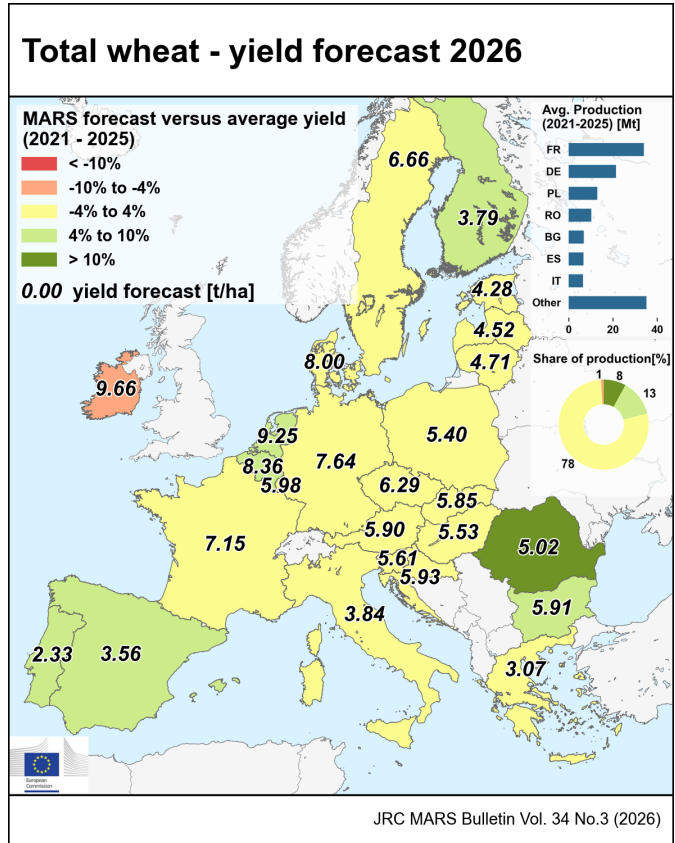 Total wheat - yield forecast 2026
MARS forecast versus average yield
(2021 - 2025)
< -10%
-10% to -4%
-4% to 4%
4% to 10%
> 10%
0.00 yield forecast [t/ha]
Avg. Production
(2021-2025) [Mt]
FR
DE
PL
RO
BG
ES
IT
Other
0 20 40
Share of production[%]
1 8
13
78
6.66
3.79
4.28
4.52
4.71
8.00
9.66
9.25
5.40
7.64
8.36
5.98
6.29
5.85
5.90
5.53
7.15
5.02
5.61
5.93
5.91
3.84
2.33 3.56
3.07
European
Commission
JRC MARS Bulletin Vol. 34 No.3 (2026)